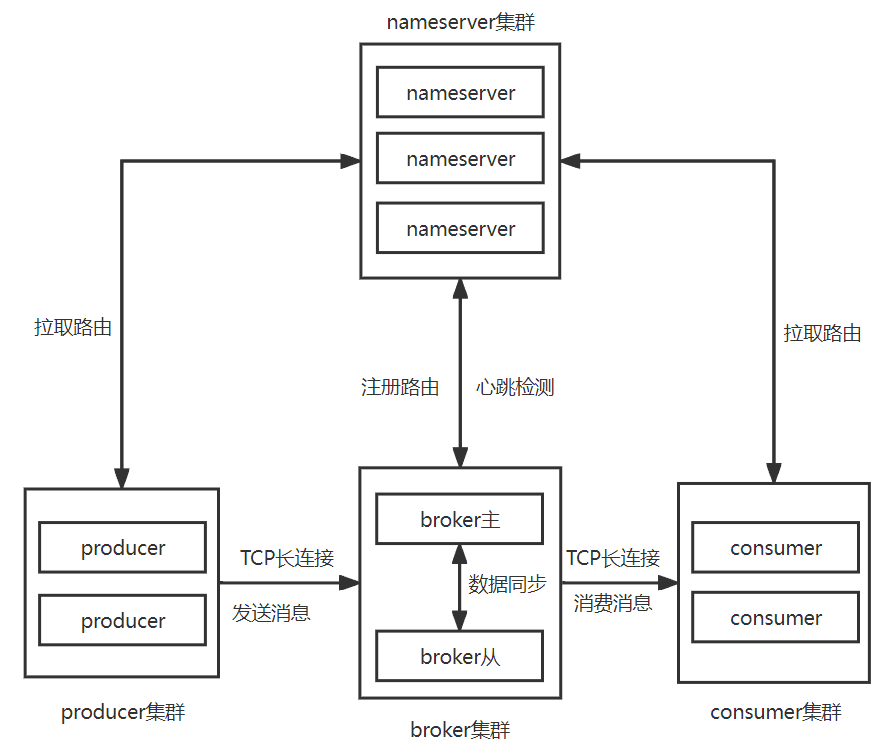 nameserver集群
nameserver
nameserver
nameserver
拉取路由
拉取路由
注册路由
心跳检测
producer
producer
producer集群
TCP长连接
发送消息
broker主
数据同步
broker从
broker集群
TCP长连接
消费消息
consumer
consumer
consumer集群